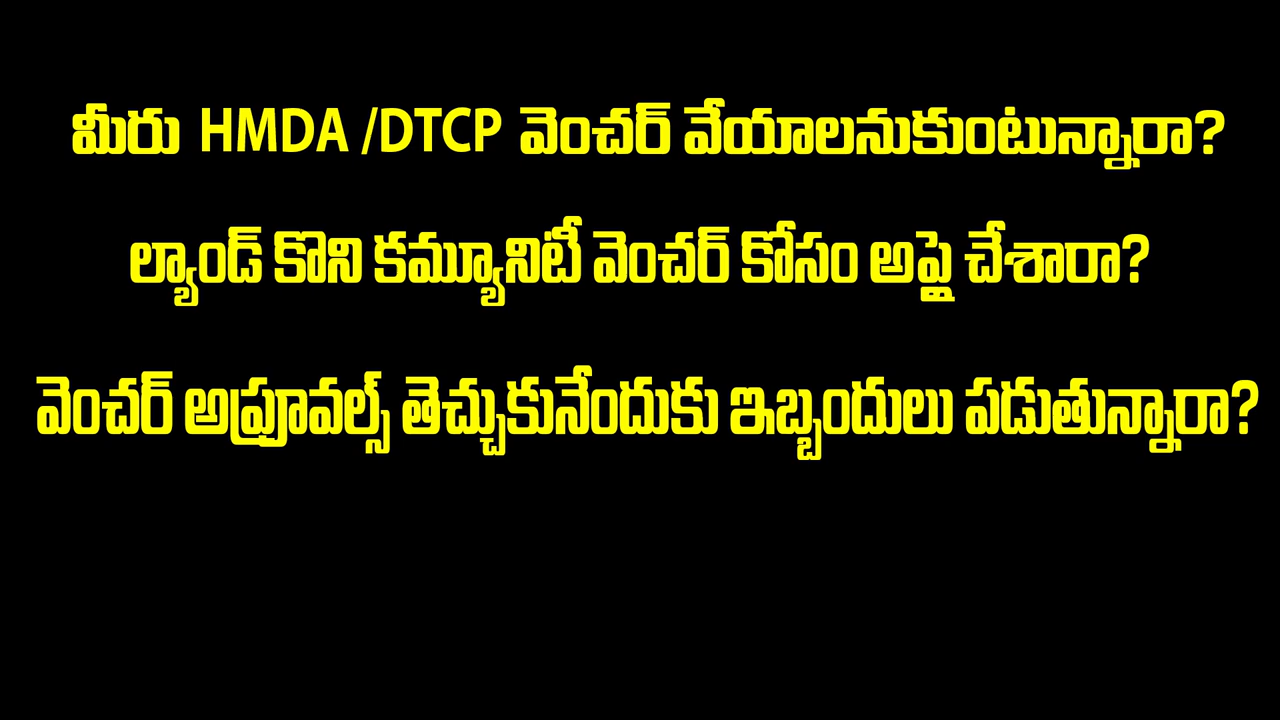 మీరు HMDA /DTCP వెంచర్ వేయాలనుకుంటున్నారా?
ల్యాండ్ కొని కమ్యూనిటీ వెంచర్ కోసం అప్లై చేశారా?
వెంచర్ అప్రూవల్స్ తెచ్చుకునేందుకు ఇబ్బందులు పడుతున్నారా?